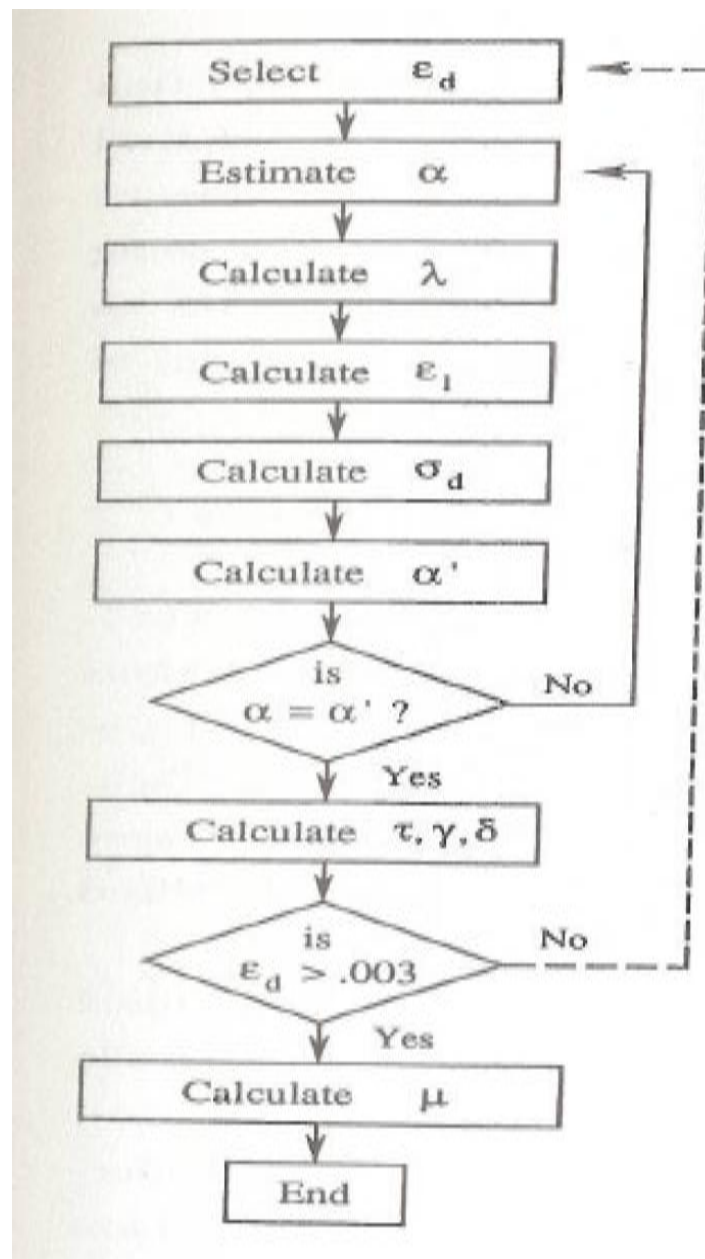 Select ε_d
Estimate α
Calculate λ
Calculate ε_l
Calculate σ_d
Calculate α'
is
α = α' ?
No
Yes
Calculate τ, γ, δ
is
ε_d > .003
No
Yes
Calculate μ
End